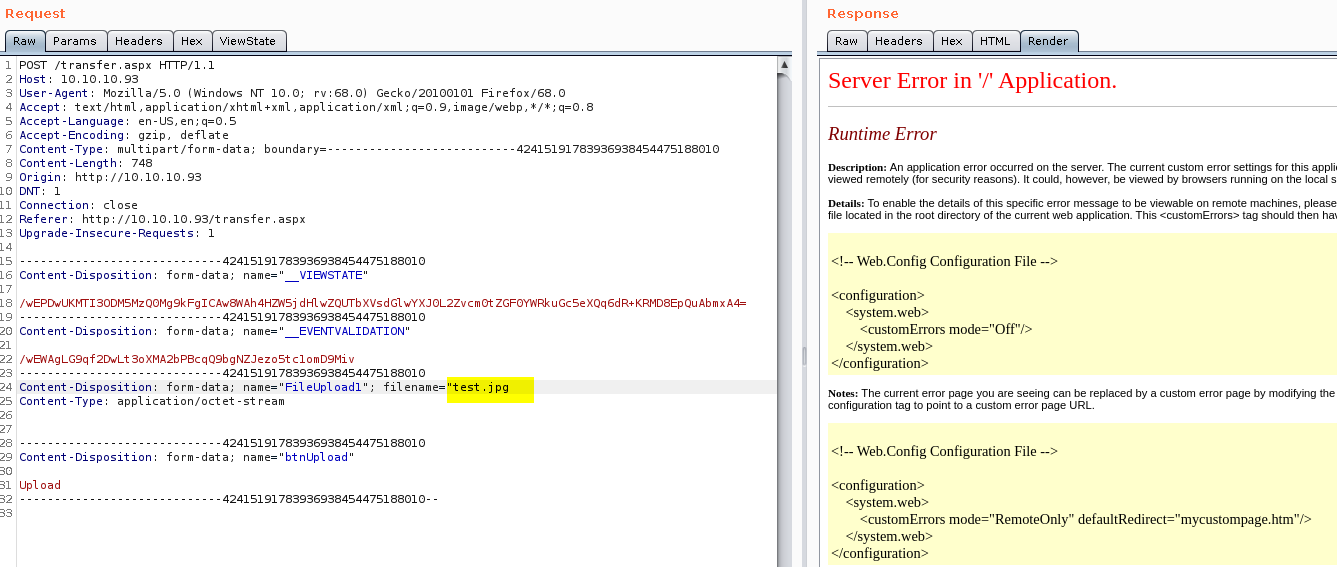 Request
Raw Params Headers Hex ViewState
1 POST /transfer.aspx HTTP/1.1
2 Host: 10.10.10.93
3 User-Agent: Mozilla/5.0 (Windows NT 10.0; rv:68.0) Gecko/20100101 Firefox/68.0
4 Accept: text/html,application/xhtml+xml,application/xml;q=0.9,image/webp,*/*;q=0.8
5 Accept-Language: en-US,en;q=0.5
6 Accept-Encoding: gzip, deflate
7 Content-Type: multipart/form-data; boundary=---------------------------42415191783936938454475188010
8 Content-Length: 748
9 Origin: http://10.10.10.93
10 DNT: 1
11 Connection: close
12 Referer: http://10.10.10.93/transfer.aspx
13 Upgrade-Insecure-Requests: 1
14
15 -----------------------------42415191783936938454475188010
16 Content-Disposition: form-data; name="__VIEWSTATE"
17
18 /wEPDwUKMTI3ODM5MzQ0Mg9kFgICAw8WAh4HZW5jdHlwZQUTbXVsdGlwYXJ0L2Zvcm0tZGF0YWRkuGc5eXQq6dR+KRMD8EpQuAbmxA4=
19 -----------------------------42415191783936938454475188010
20 Content-Disposition: form-data; name="__EVENTVALIDATION"
21
22 /wEWAgLG9qf2DwLt3oXMA2bPBcqQ9bgNZJezo5tc1omD9Miv
23 -----------------------------42415191783936938454475188010
24 Content-Disposition: form-data; name="FileUpload1"; filename="test.jpg
25 Content-Type: application/octet-stream
26
27
28 -----------------------------42415191783936938454475188010
29 Content-Disposition: form-data; name="btnUpload"
30
31 Upload
32 -----------------------------42415191783936938454475188010--
33
Response
Raw Headers Hex HTML Render
Server Error in '/' Application.
Runtime Error
Description: An application error occurred on the server. The current custom error settings for this appli
viewed remotely (for security reasons). It could, however, be viewed by browsers running on the local s
Details: To enable the details of this specific error message to be viewable on remote machines, please
file located in the root directory of the current web application. This <customErrors> tag should then hav
<!-- Web.Config Configuration File -->
<configuration>
<system.web>
<customErrors mode="Off"/>
</system.web>
</configuration>
Notes: The current error page you are seeing can be replaced by a custom error page by modifying the
configuration tag to point to a custom error page URL.
<!-- Web.Config Configuration File -->
<configuration>
<system.web>
<customErrors mode="RemoteOnly" defaultRedirect="mycustompage.htm"/>
</system.web>
</configuration>